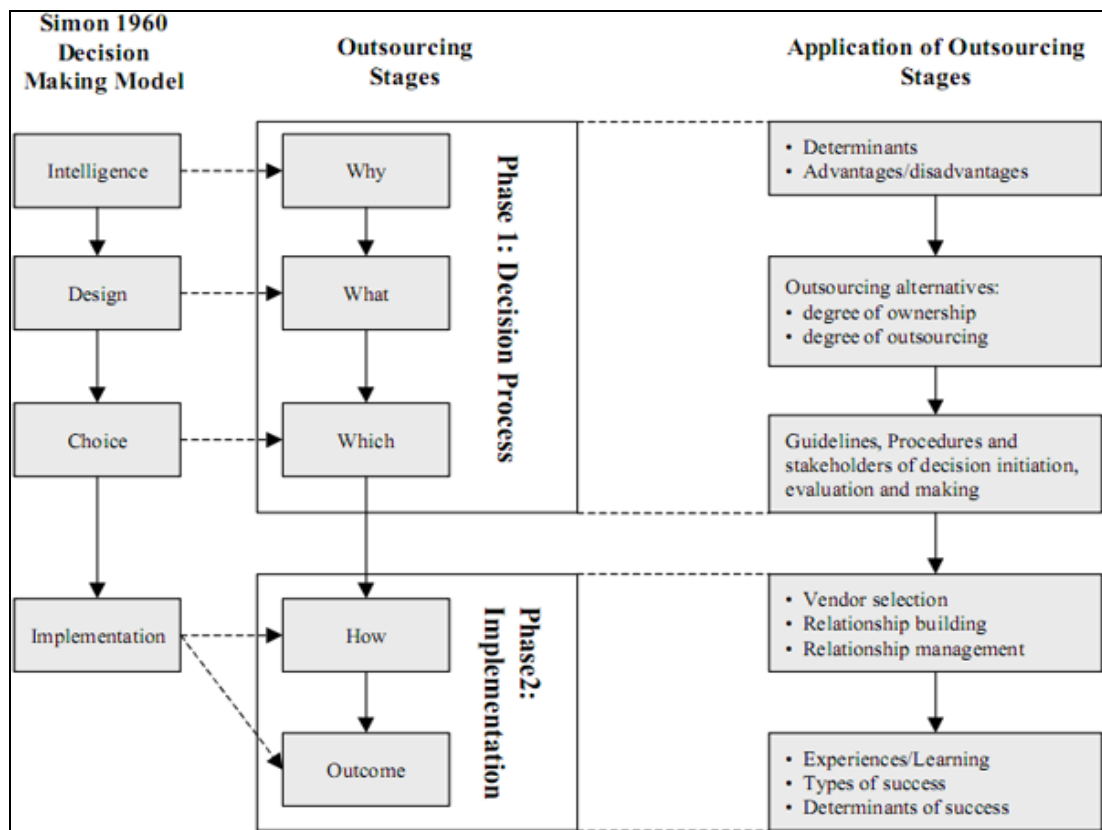 Simon 1960
Decision
Making Model
Outsourcing
Stages
Application of Outsourcing
Stages
Intelligence
Design
Choice
Implementation
Why
What
Which
Phase 1: Decision Process
How
Outcome
Phase2:
Implementation
• Determinants
• Advantages/disadvantages
Outsourcing alternatives:
• degree of ownership
• degree of outsourcing
Guidelines, Procedures and
stakeholders of decision initiation,
evaluation and making
• Vendor selection
• Relationship building
• Relationship management
• Experiences/Learning
• Types of success
• Determinants of success